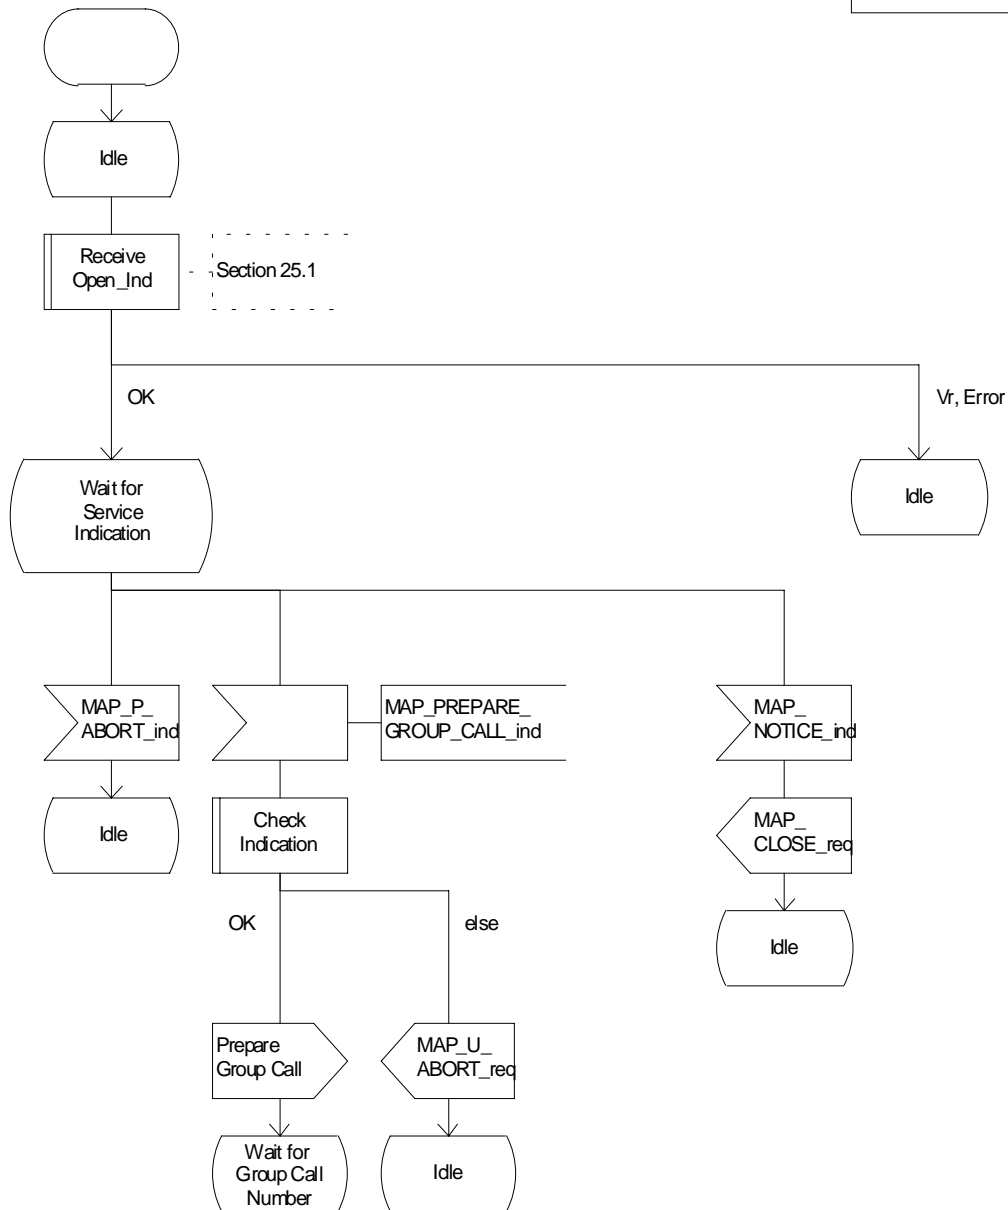 Idle
Receive
Open_Ind
Section 25.1
OK
Vr, Error
Wait for
Service
Indication
Idle
MAP_P_
ABORT_ind
MAP_PREPARE_
GROUP_CALL_ind
MAP_
NOTICE_ind
Idle
Check
Indication
MAP_
CLOSE_req
OK
else
Idle
Prepare
Group Call
MAP_U_
ABORT_req
Wait for
Group Call
Number
Idle